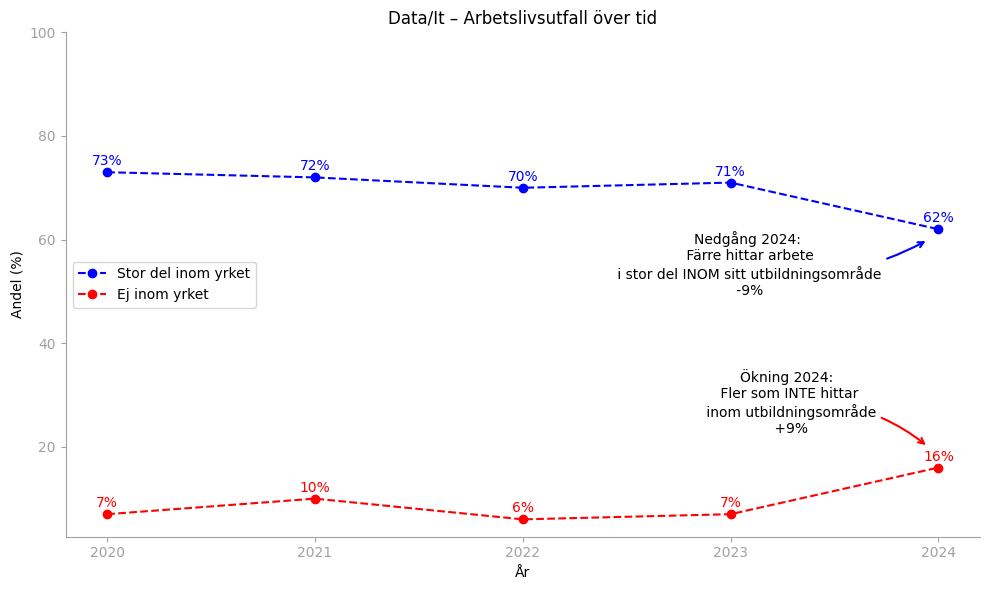 Data/It – Arbetslivsutfall över tid
100
80
60
40
20
Andel (%)
73%
72%
70%
71%
62%
Nedgång 2024:
Färre hittar arbete
i stor del INOM sitt utbildningsområde
-9%
Stor del inom yrket
Ej inom yrket
Ökning 2024:
Fler som INTE hittar
inom utbildningsområde
+9%
7%
10%
6%
7%
16%
2020
2021
2022
2023
2024
År